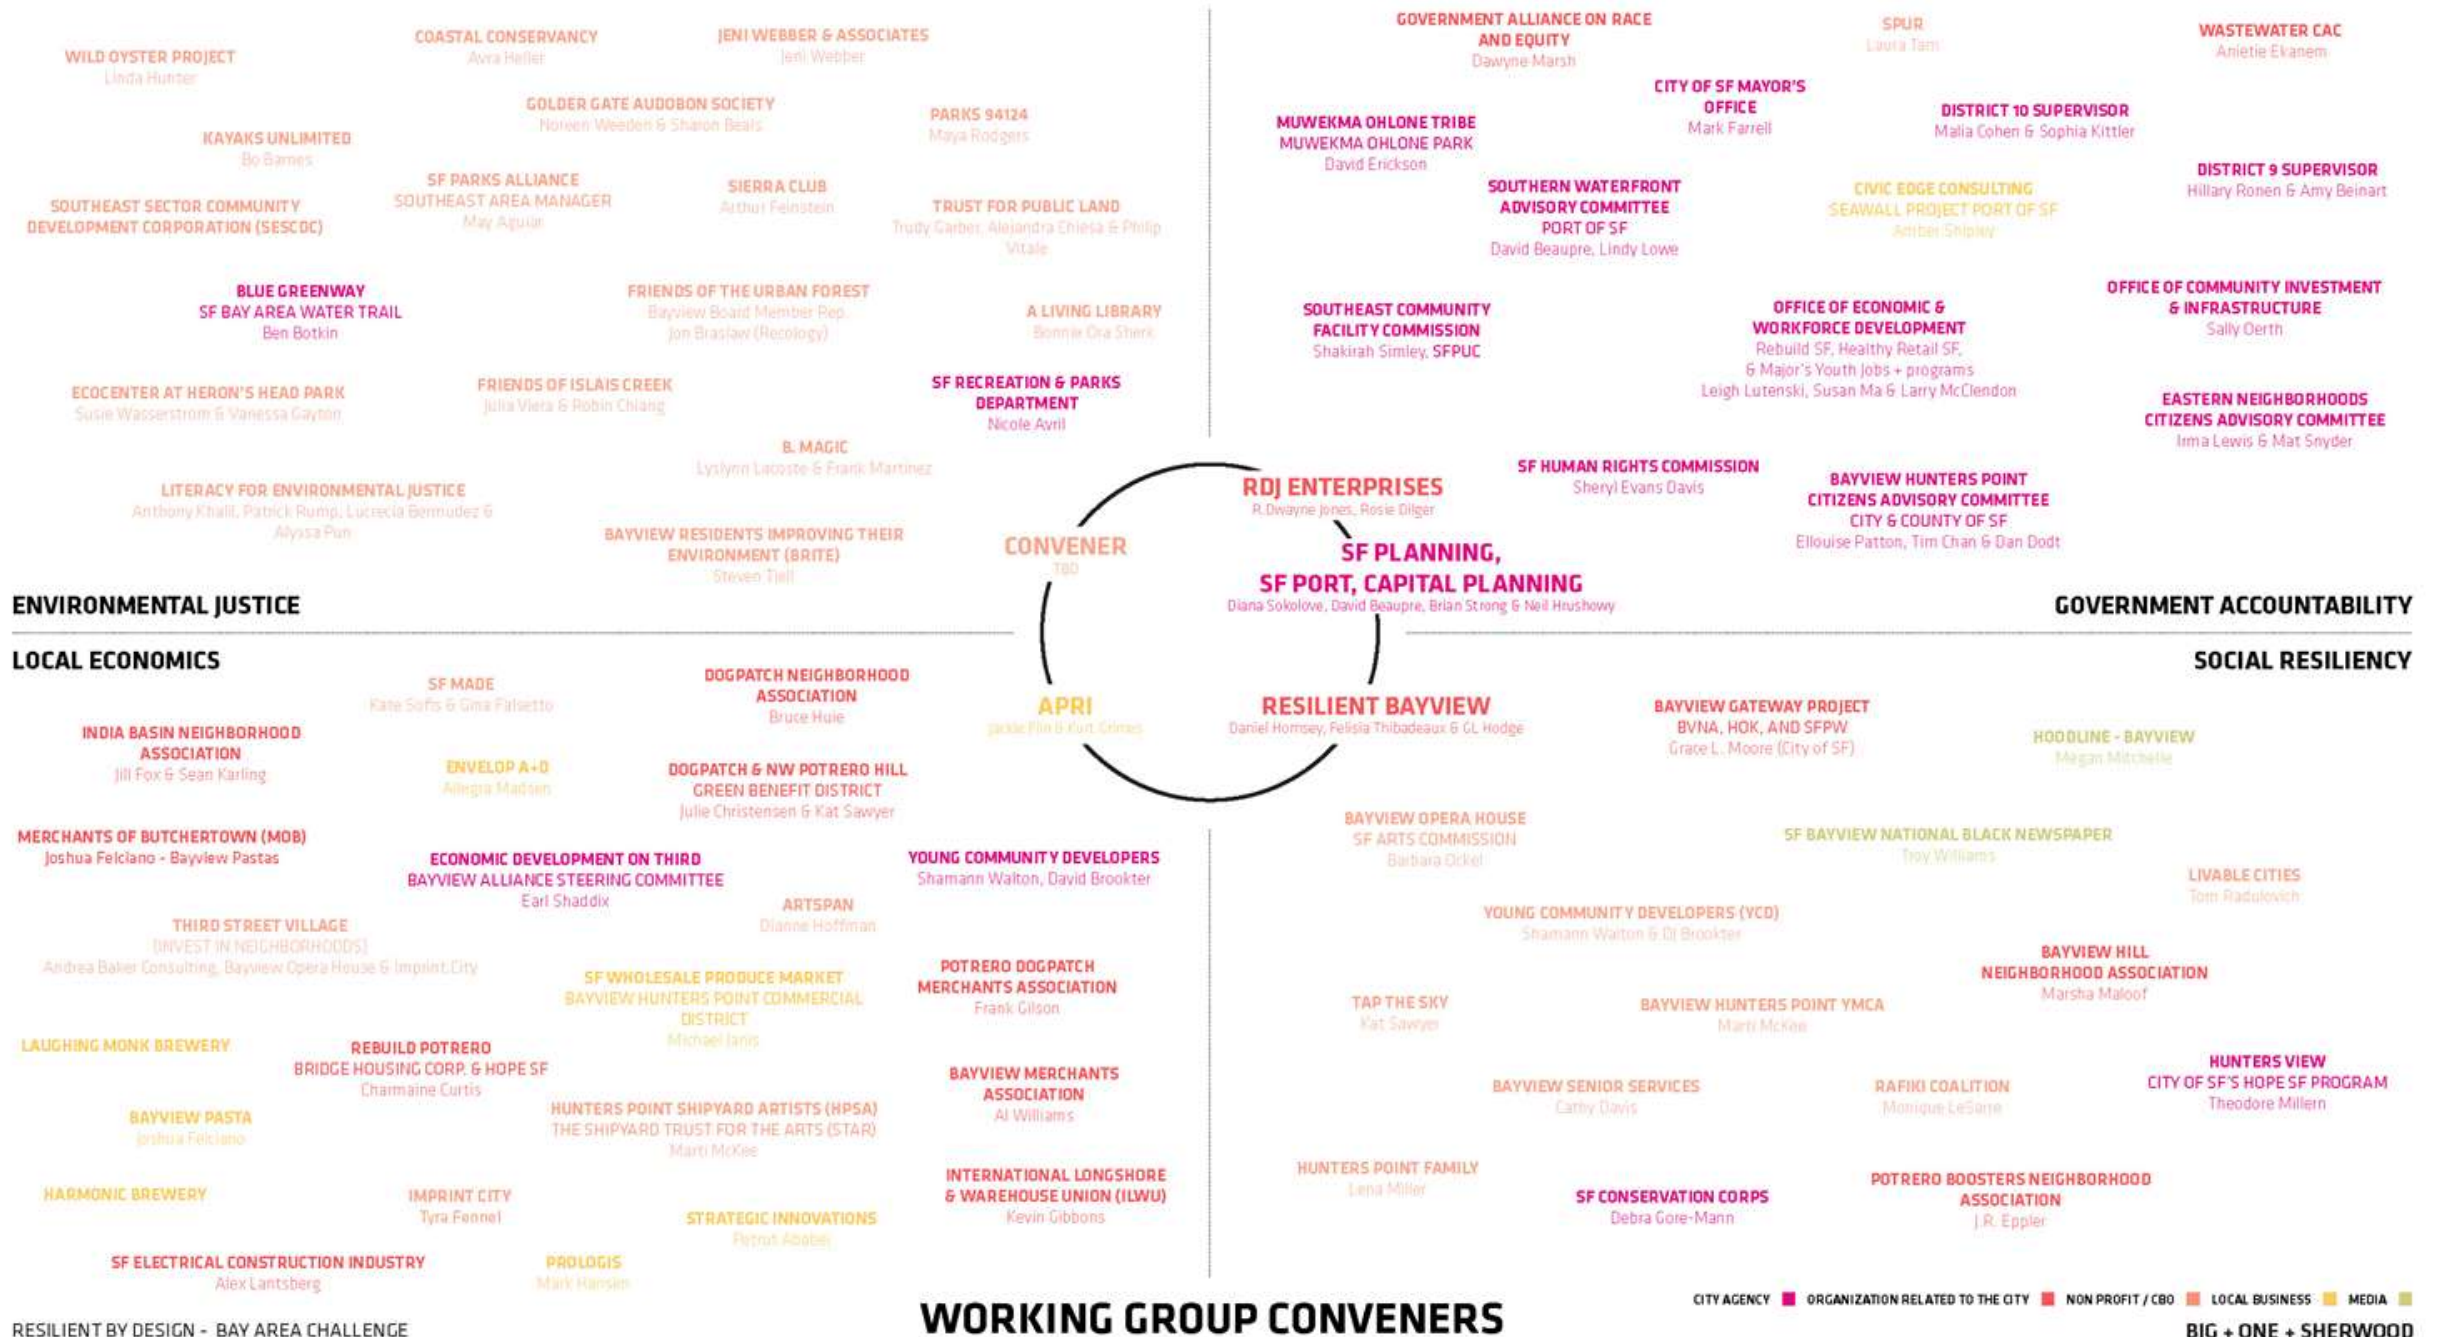 WILD OYSTER PROJECT
Linda Hunter
COASTAL CONSERVANCY
Avra Heller
JENI WEBBER & ASSOCIATES
Jeni Webber
GOLDER GATE AUDOBON SOCIETY
Noreen Weeden & Sharon Beals
PARKS 94124
Maya Rodgers
KAYAKS UNLIMITED
Bo Barnes
SF PARKS ALLIANCE
SOUTHEAST AREA MANAGER
May Aguiar
SIERRA CLUB
Arthur Feinstein
SOUTHEAST SECTOR COMMUNITY
DEVELOPMENT CORPORATION (SESCDC)
TRUST FOR PUBLIC LAND
Trudy Garber, Alejandra Chiesa & Philip
Vitale
BLUE GREENWAY
SF BAY AREA WATER TRAIL
Ben Botkin
FRIENDS OF THE URBAN FOREST
Bayview Board Member Rep.
Jon Braslaw (Recology)
A LIVING LIBRARY
Bonnie Ora Sherk
ECOCENTER AT HERON'S HEAD PARK
Susie Wasserstrom & Vanessa Gayton
FRIENDS OF ISLAIS CREEK
Julia Viera & Robin Chiang
SF RECREATION & PARKS
DEPARTMENT
Nicole Avril
B. MAGIC
Lyslynn Lacoste & Frank Martinez
LITERACY FOR ENVIRONMENTAL JUSTICE
Anthony Khalil, Patrick Rump, Lucrecia Bermudez &
Alyssa Pun
BAYVIEW RESIDENTS IMPROVING THEIR
ENVIRONMENT (BRITE)
Steven Tiell
CONVENER
TBD
ENVIRONMENTAL JUSTICE
GOVERNMENT ALLIANCE ON RACE
AND EQUITY
Dawyne Marsh
SPUR
Laura Tam
WASTEWATER CAC
Anietie Ekanem
CITY OF SF MAYOR'S
OFFICE
Mark Farrell
MUWEKMA OHLONE TRIBE
MUWEKMA OHLONE PARK
David Erickson
DISTRICT 10 SUPERVISOR
Malia Cohen & Sophia Kittler
DISTRICT 9 SUPERVISOR
Hillary Ronen & Amy Beinart
SOUTHERN WATERFRONT
ADVISORY COMMITTEE
PORT OF SF
David Beaupre, Lindy Lowe
CIVIC EDGE CONSULTING
SEAWALL PROJECT PORT OF SF
Amber Shipley
SOUTHEAST COMMUNITY
FACILITY COMMISSION
Shakirah Simley, SFPUC
OFFICE OF ECONOMIC &
WORKFORCE DEVELOPMENT
Rebuild SF, Healthy Retail SF,
& Major's Youth Jobs + programs
Leigh Lutenski, Susan Ma & Larry McClendon
OFFICE OF COMMUNITY INVESTMENT
& INFRASTRUCTURE
Sally Oerth
EASTERN NEIGHBORHOODS
CITIZENS ADVISORY COMMITTEE
Irma Lewis & Mat Snyder
SF HUMAN RIGHTS COMMISSION
Sheryl Evans Davis
BAYVIEW HUNTERS POINT
CITIZENS ADVISORY COMMITTEE
CITY & COUNTY OF SF
Ellouise Patton, Tim Chan & Dan Dodt
RDJ ENTERPRISES
R.Dwayne Jones, Rosie Dilger
SF PLANNING,
SF PORT, CAPITAL PLANNING
Diana Sokolove, David Beaupre, Brian Strong & Neil Hrushowy
GOVERNMENT ACCOUNTABILITY
LOCAL ECONOMICS
SF MADE
Kate Sofis & Gina Falsetto
DOGPATCH NEIGHBORHOOD
ASSOCIATION
Bruce Huie
APRI
Jackie Flin & Kurt Grimes
INDIA BASIN NEIGHBORHOOD
ASSOCIATION
Jill Fox & Sean Karling
ENVELOP A+D
Allegra Madsen
DOGPATCH & NW POTRERO HILL
GREEN BENEFIT DISTRICT
Julie Christensen & Kat Sawyer
MERCHANTS OF BUTCHERTOWN (MOB)
Joshua Felciano - Bayview Pastas
ECONOMIC DEVELOPMENT ON THIRD
BAYVIEW ALLIANCE STEERING COMMITTEE
Earl Shaddix
YOUNG COMMUNITY DEVELOPERS
Shamann Walton, David Brookter
ARTSPAN
Dianne Hoffman
THIRD STREET VILLAGE
(INVEST IN NEIGHBORHOODS)
Andrea Baker Consulting, Bayview Opera House & Imprint.City
SF WHOLESALE PRODUCE MARKET
BAYVIEW HUNTERS POINT COMMERCIAL
DISTRICT
Michael Janis
POTRERO DOGPATCH
MERCHANTS ASSOCIATION
Frank Gilson
LAUGHING MONK BREWERY
REBUILD POTRERO
BRIDGE HOUSING CORP. & HOPE SF
Charmaine Curtis
BAYVIEW MERCHANTS
ASSOCIATION
Al Williams
BAYVIEW PASTA
Joshua Felciano
HUNTERS POINT SHIPYARD ARTISTS (HPSA)
THE SHIPYARD TRUST FOR THE ARTS (STAR)
Marti McKee
HARMONIC BREWERY
IMPRINT CITY
Tyra Fennel
STRATEGIC INNOVATIONS
Petrut Ababei
INTERNATIONAL LONGSHORE
& WAREHOUSE UNION (ILWU)
Kevin Gibbons
SF ELECTRICAL CONSTRUCTION INDUSTRY
Alex Lantsberg
PROLOGIS
Mark Hansen
SOCIAL RESILIENCY
RESILIENT BAYVIEW
Daniel Homsey, Felisia Thibadeaux & GL Hodge
BAYVIEW GATEWAY PROJECT
BVNA, HOK, AND SFPW
Grace L. Moore (City of SF)
HOODLINE - BAYVIEW
Megan Mitchelle
BAYVIEW OPERA HOUSE
SF ARTS COMMISSION
Barbara Ockel
SF BAYVIEW NATIONAL BLACK NEWSPAPER
Troy Williams
LIVABLE CITIES
Tom Radulovich
YOUNG COMMUNITY DEVELOPERS (YCD)
Shamann Walton & DJ Brookter
BAYVIEW HILL
NEIGHBORHOOD ASSOCIATION
Marsha Maloof
TAP THE SKY
Kat Sawyer
BAYVIEW HUNTERS POINT YMCA
Marti McKee
HUNTERS VIEW
CITY OF SF'S HOPE SF PROGRAM
Theodore Millern
BAYVIEW SENIOR SERVICES
Cathy Davis
RAFIKI COALITION
Monique LeSarre
HUNTERS POINT FAMILY
Lena Miller
SF CONSERVATION CORPS
Debra Gore-Mann
POTRERO BOOSTERS NEIGHBORHOOD
ASSOCIATION
J.R. Eppler
CITY AGENCY ORGANIZATION RELATED TO THE CITY NON PROFIT / CBO LOCAL BUSINESS MEDIA
RESILIENT BY DESIGN - BAY AREA CHALLENGE
WORKING GROUP CONVENERS
BIG + ONE + SHERWOOD